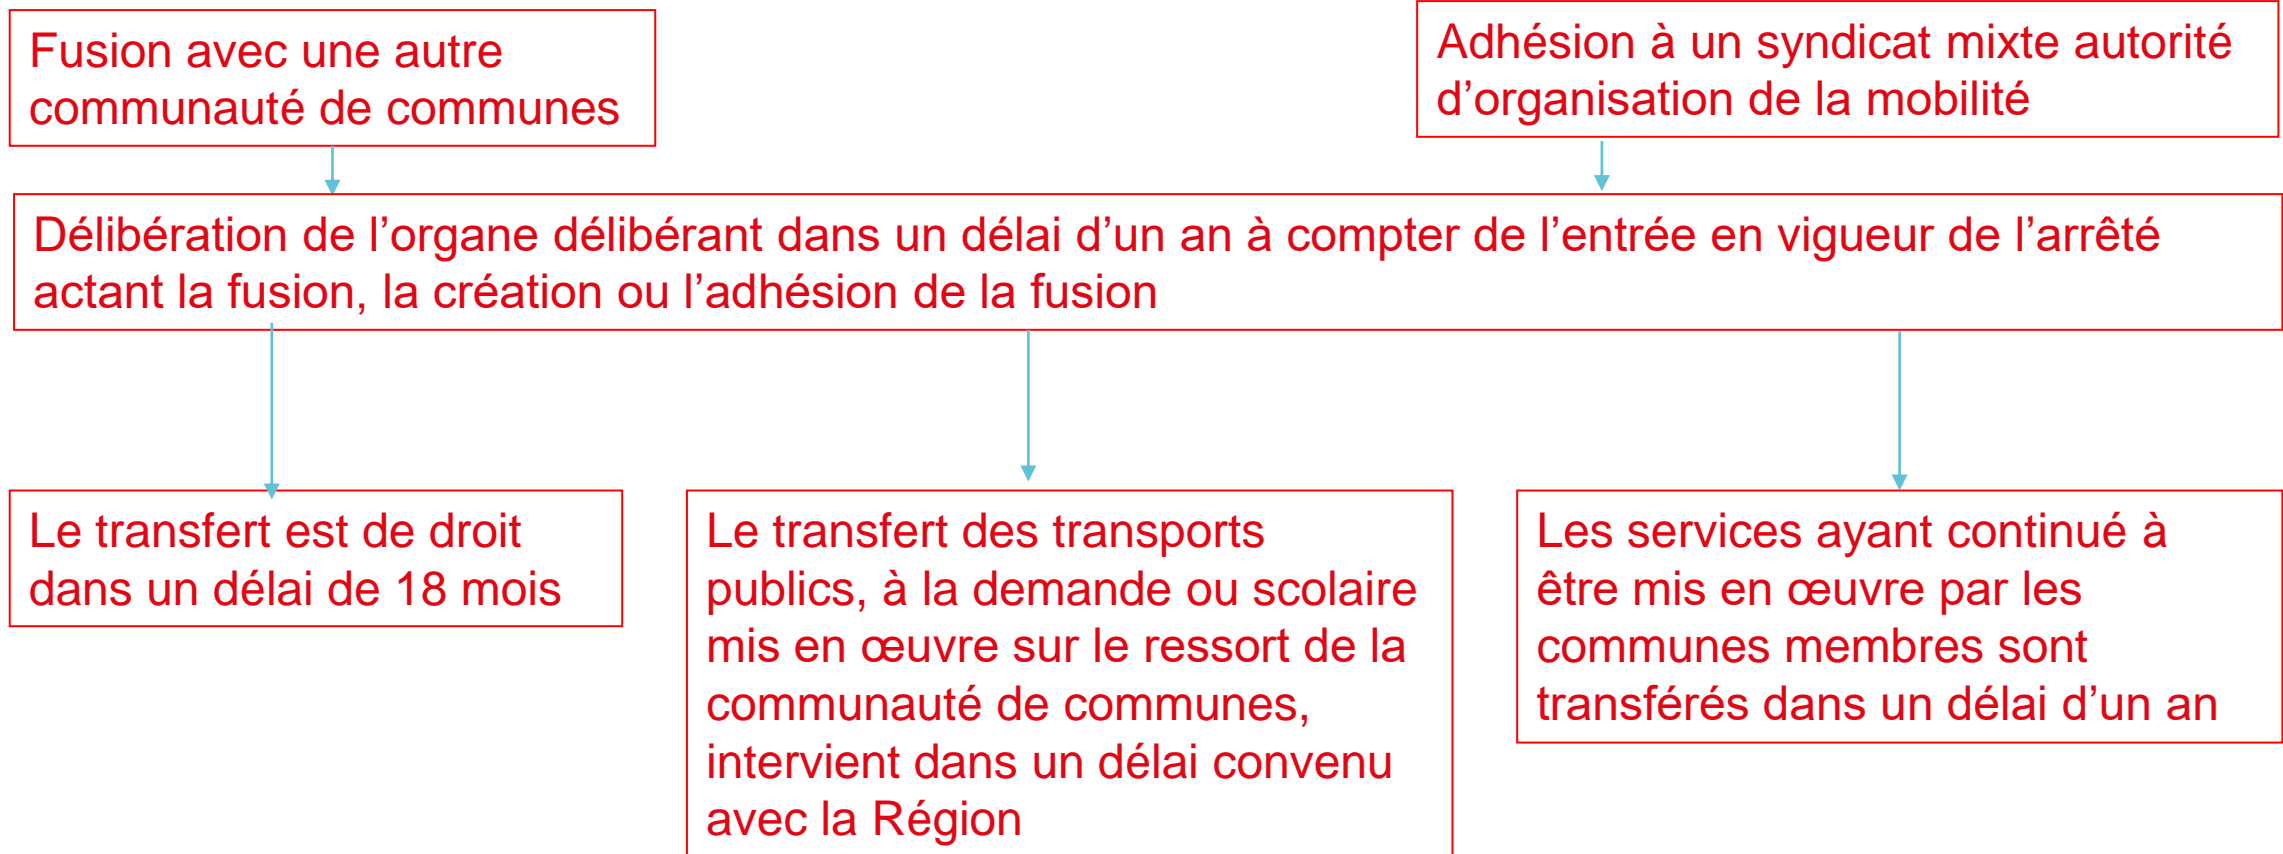 Fusion avec une autre
communauté de communes
Adhésion à un syndicat mixte autorité
d’organisation de la mobilité
Délibération de l’organe délibérant dans un délai d’un an à compter de l’entrée en vigueur de l’arrêté
actant la fusion, la création ou l’adhésion de la fusion
Le transfert est de droit
dans un délai de 18 mois
Le transfert des transports
publics, à la demande ou scolaire
mis en œuvre sur le ressort de la
communauté de communes,
intervient dans un délai convenu
avec la Région
Les services ayant continué à
être mis en œuvre par les
communes membres sont
transférés dans un délai d’un an